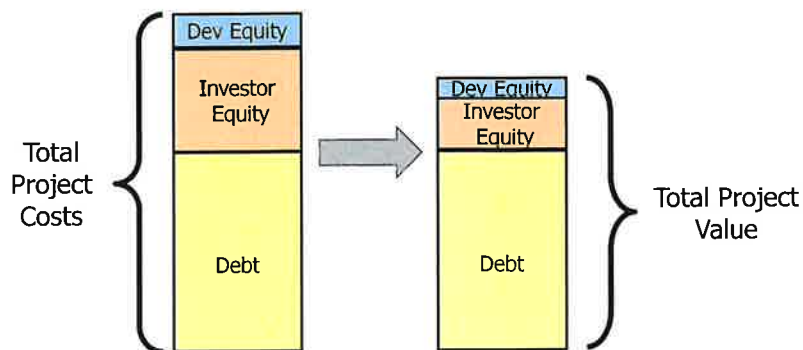 Dev Equity
Investor
Equity
Debt
Total
Project
Costs
Dev Equity
Investor
Equity
Debt
Total Project
Value